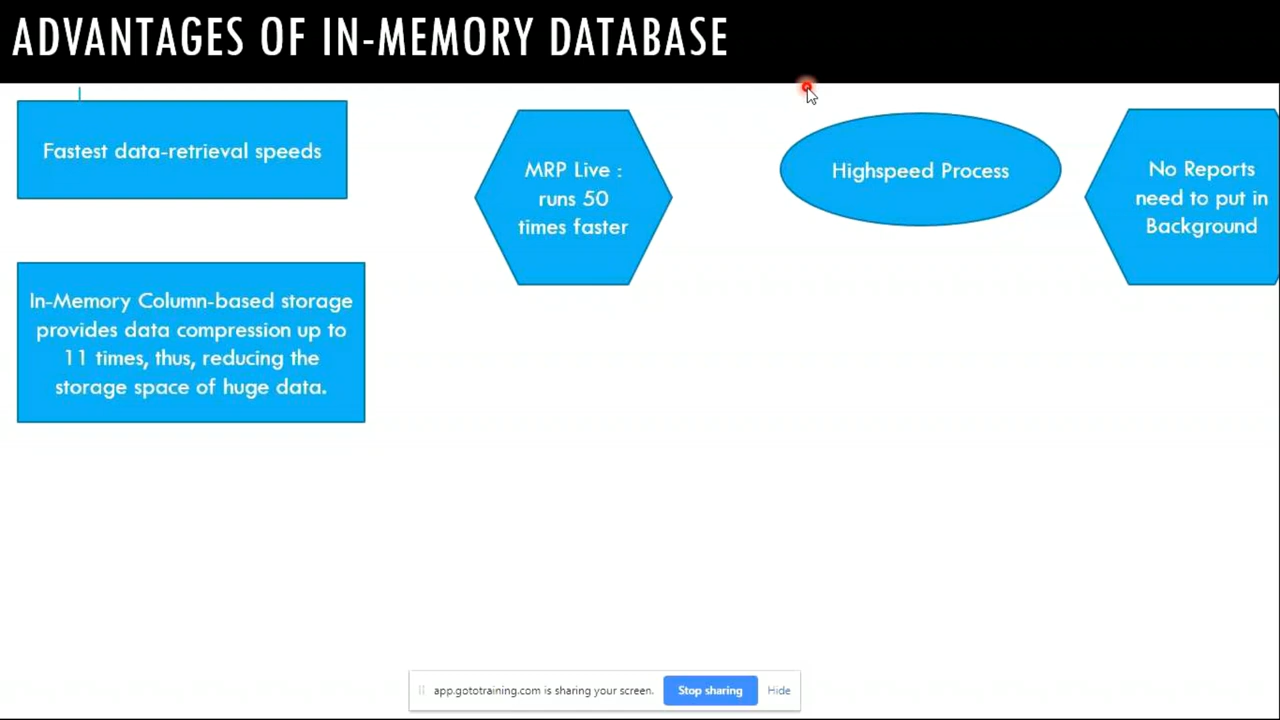 ADVANTAGES OF IN-MEMORY DATABASE
Fastest data-retrieval speeds
MRP Live :
runs 50
times faster
Highspeed Process
No Reports
need to put in
Background
In-Memory Column-based storage
provides data compression up to
11 times, thus, reducing the
storage space of huge data.
app.gototraining.com is sharing your screen.
Stop sharing
Hide